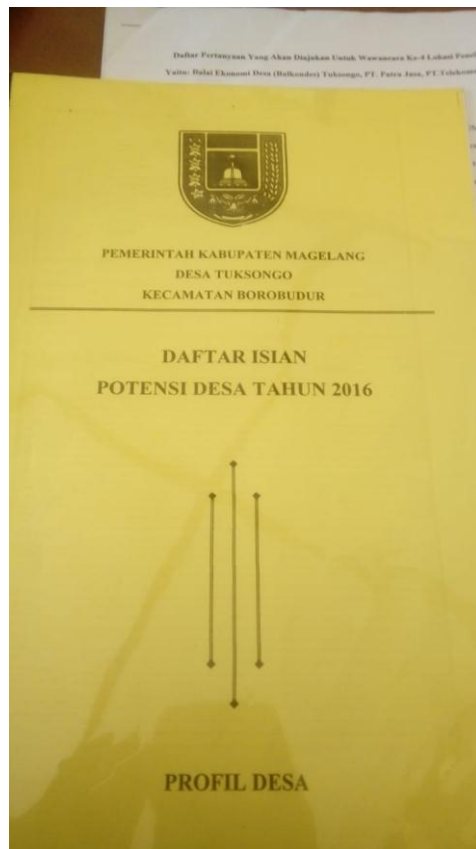 Daftar Pertanyaan Yang Akan Diajukan Untuk Wawancara Ke-4 Lokasi
Yaitu: Balai Ekonomi Desa (Balkondes) Tuksongo, PT. Patra Jasa, PT.
PEMERINTAH KABUPATEN MAGELANG
DESA TUKSONGO
KECAMATAN BOROBUDUR
DAFTAR ISIAN
POTENSI DESA TAHUN 2016
PROFIL DESA